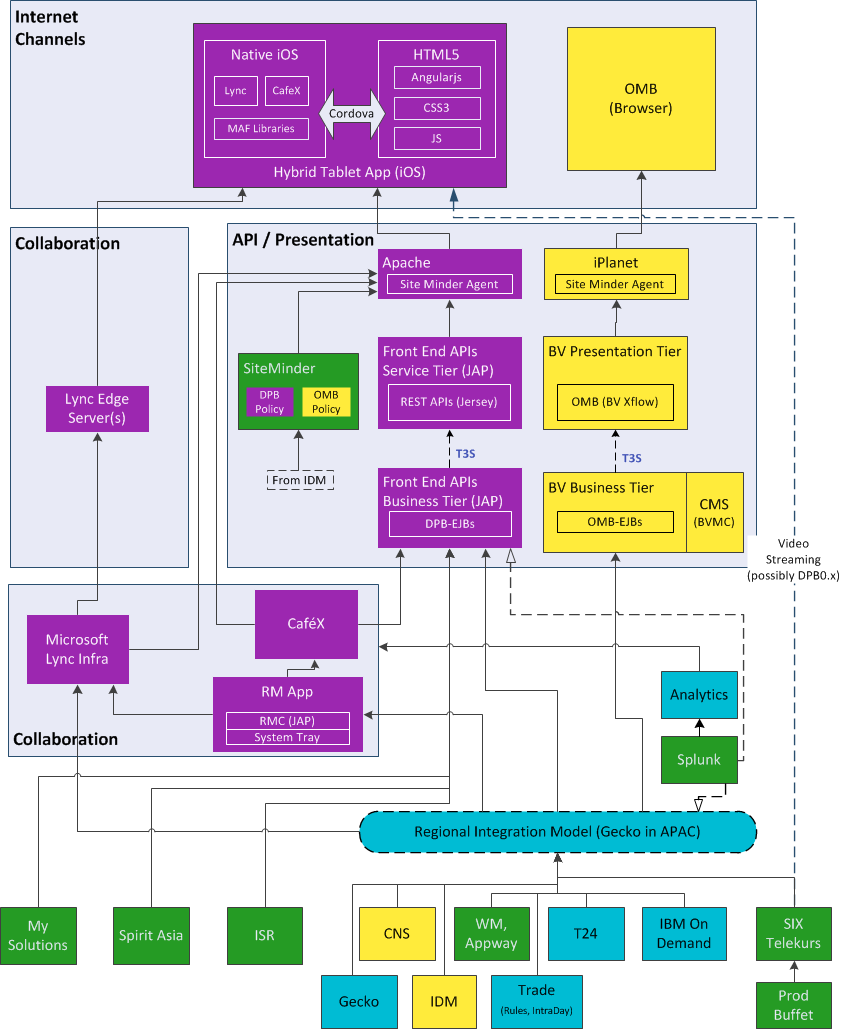 Internet
Channels
Native iOS
Lync
CafeX
MAF Libraries
Cordova
HTML5
Angularjs
CSS3
JS
Hybrid Tablet App (iOS)
OMB
(Browser)
Collaboration
API / Presentation
Apache
Site Minder Agent
iPlanet
Site Minder Agent
SiteMinder
DPB
Policy
OMB
Policy
From IDM
Front End APIs
Service Tier (JAP)
REST APIs (Jersey)
BV Presentation Tier
OMB (BV Xflow)
T3S
T3S
Lync Edge
Server(s)
Front End APIs
Business Tier (JAP)
DPB-EJBs
BV Business Tier
OMB-EJBs
CMS
(BVMC)
Video
Streaming
(possibly DPB0.x)
Microsoft
Lync Infra
CaféX
RM App
RMC (JAP)
System Tray
Collaboration
Analytics
Splunk
Regional Integration Model (Gecko in APAC)
My
Solutions
Spirit Asia
ISR
CNS
WM,
Appway
T24
IBM On
Demand
SIX
Telekurs
Gecko
IDM
Trade
(Rules, IntraDay)
Prod
Buffet